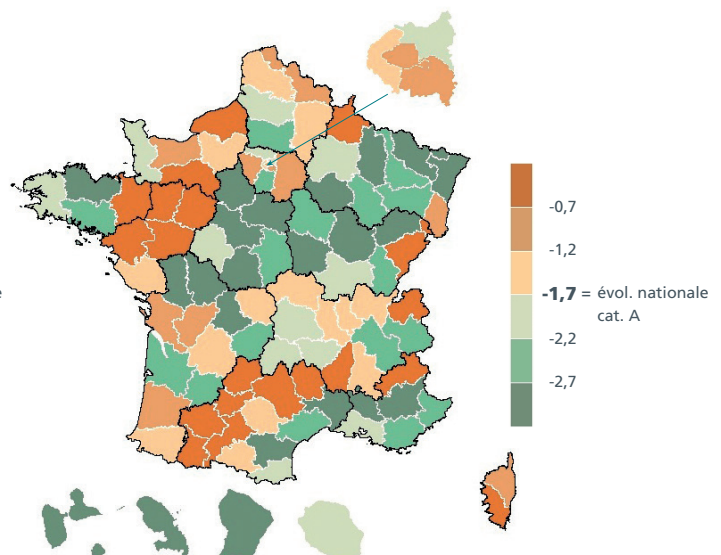 -0,7
-1,2
-1,7 = évol. nationale
cat. A
-2,2
-2,7